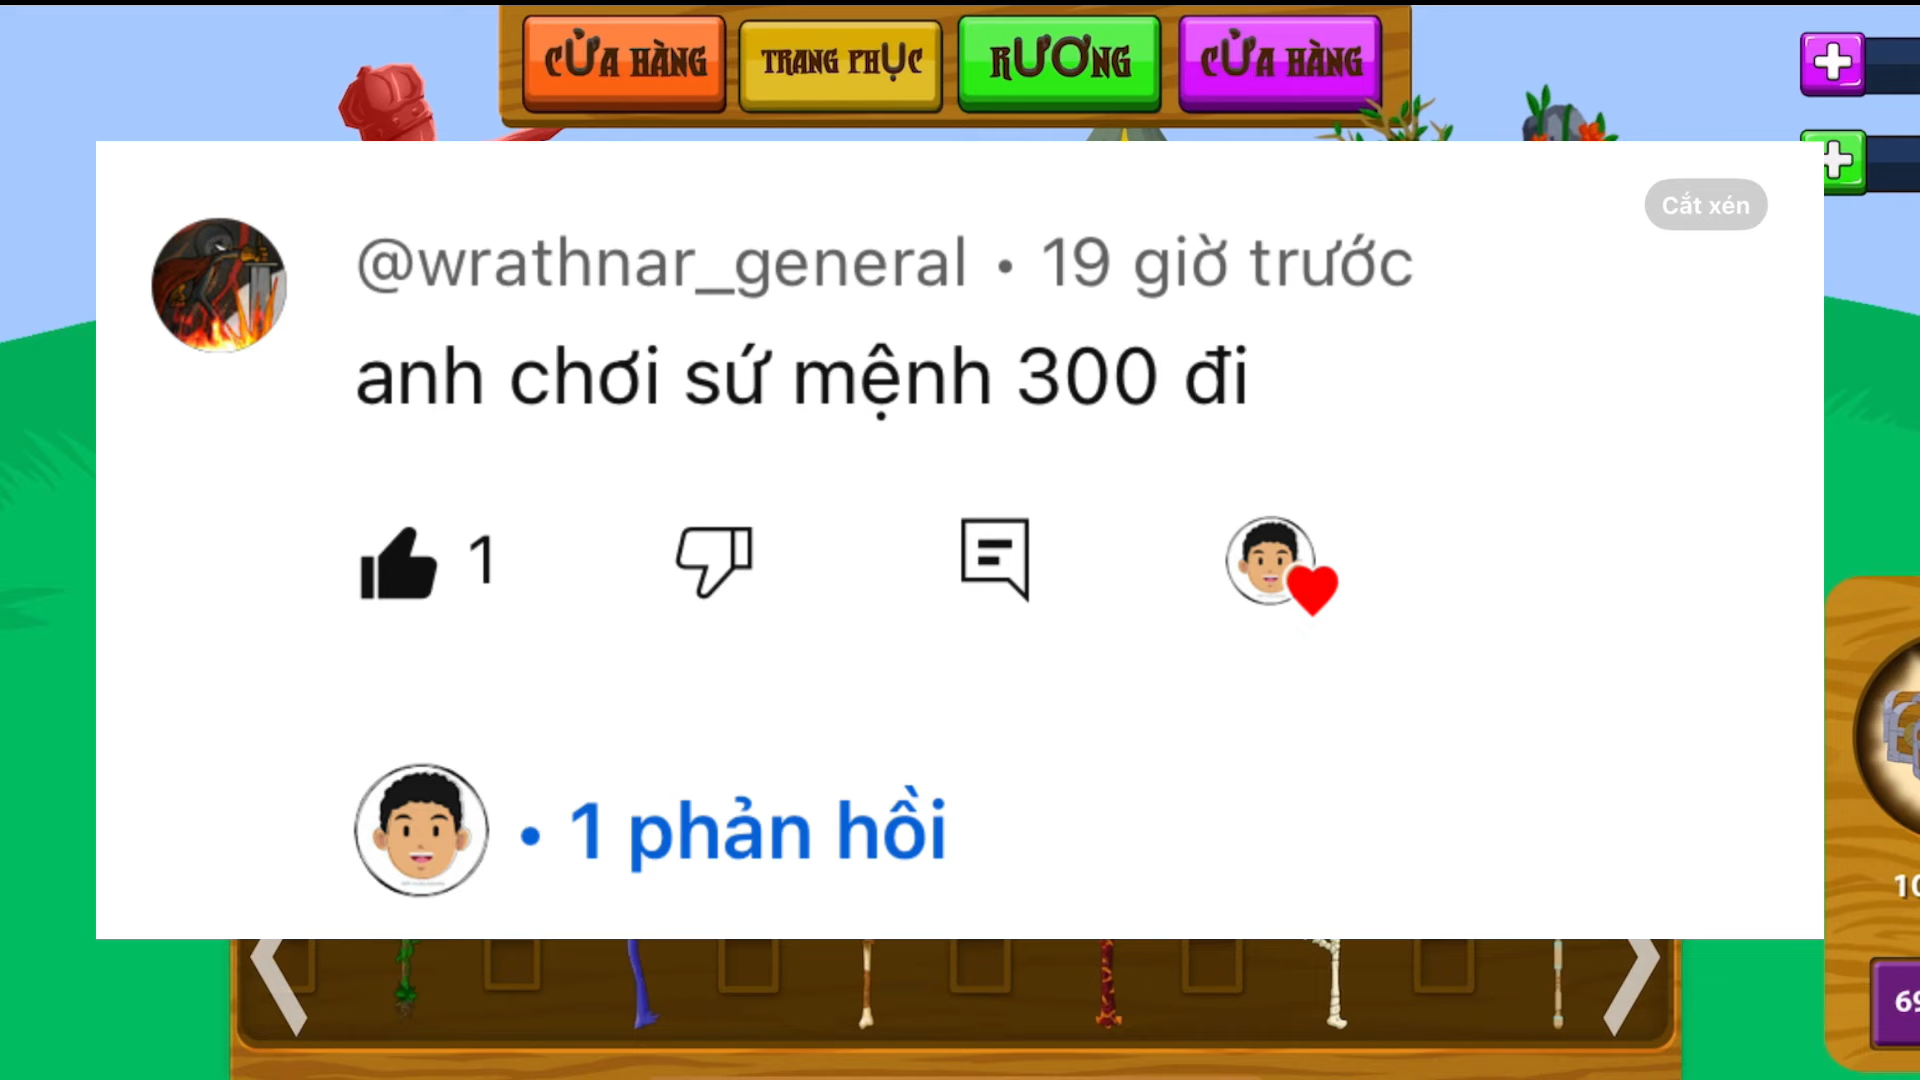 CỬA HÀNG
TRANG PHỤC
RƯƠNG
CỬA HÀNG
Cắt xén
@wrathnar_general • 19 giờ trước
anh chơi sứ mệnh 300 đi
1
• 1 phản hồi